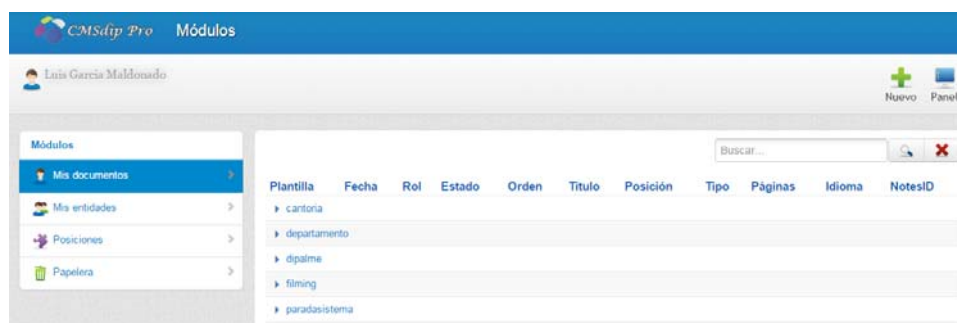 CMSdip Pro Módulos
Luis Garcia Maldonado
Nuevo Panel
Módulos
Mis documentos
Mis entidades
Posiciones
Papelera
Buscar...
Plantilla Fecha Rol Estado Orden Titulo Posición Tipo Páginas Idioma NotesID
cantoria
departamento
dipalme
filming
paradasistema